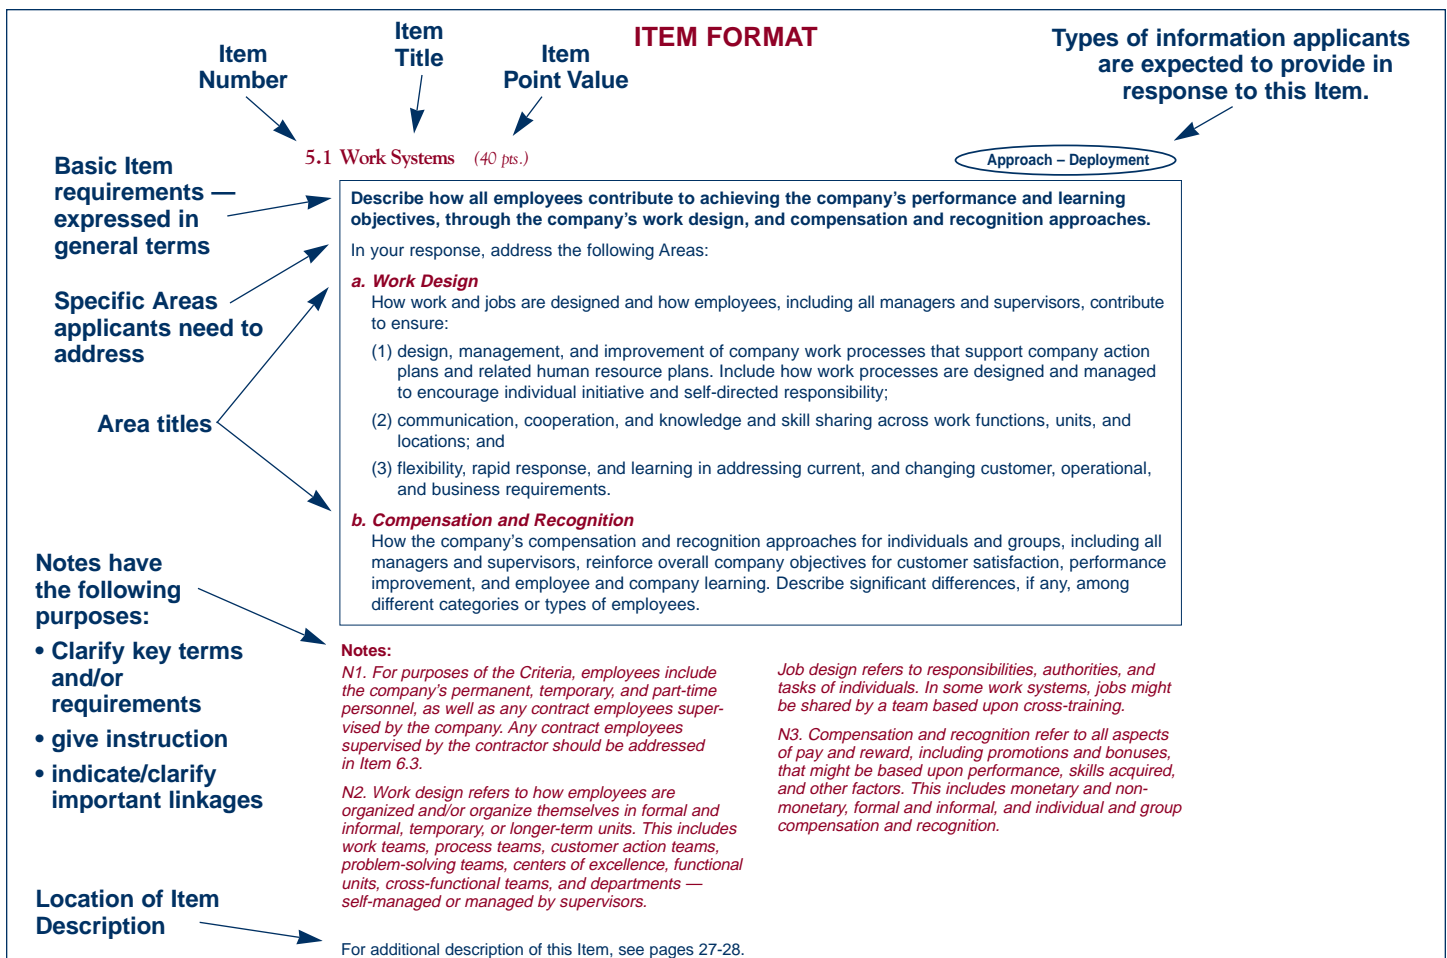 ITEM FORMAT
Item
Number
Item
Title
Item
Point Value
Types of information applicants
are expected to provide in
response to this Item.
5.1 Work Systems (40 pts.)
Approach – Deployment
Basic Item
requirements —
expressed in
general terms
Specific Areas
applicants need to
address
Area titles
Describe how all employees contribute to achieving the company’s performance and learning
objectives, through the company’s work design, and compensation and recognition approaches.
In your response, address the following Areas:
a. Work Design
How work and jobs are designed and how employees, including all managers and supervisors, contribute
to ensure:
(1) design, management, and improvement of company work processes that support company action
plans and related human resource plans. Include how work processes are designed and managed
to encourage individual initiative and self-directed responsibility;
(2) communication, cooperation, and knowledge and skill sharing across work functions, units, and
locations; and
(3) flexibility, rapid response, and learning in addressing current, and changing customer, operational,
and business requirements.
b. Compensation and Recognition
How the company’s compensation and recognition approaches for individuals and groups, including all
managers and supervisors, reinforce overall company objectives for customer satisfaction, performance
improvement, and employee and company learning. Describe significant differences, if any, among
different categories or types of employees.
Notes have
the following
purposes:
• Clarify key terms
and/or
requirements
• give instruction
• indicate/clarify
important linkages
Notes:
N1. For purposes of the Criteria, employees include
the company’s permanent, temporary, and part-time
personnel, as well as any contract employees super-
vised by the company. Any contract employees
supervised by the contractor should be addressed
in Item 6.3.
N2. Work design refers to how employees are
organized and/or organize themselves in formal and
informal, temporary, or longer-term units. This includes
work teams, process teams, customer action teams,
problem-solving teams, centers of excellence, functional
units, cross-functional teams, and departments —
self-managed or managed by supervisors.
Job design refers to responsibilities, authorities, and
tasks of individuals. In some work systems, jobs might
be shared by a team based upon cross-training.
N3. Compensation and recognition refer to all aspects
of pay and reward, including promotions and bonuses,
that might be based upon performance, skills acquired,
and other factors. This includes monetary and non-
monetary, formal and informal, and individual and group
compensation and recognition.
Location of Item
Description
For additional description of this Item, see pages 27-28.